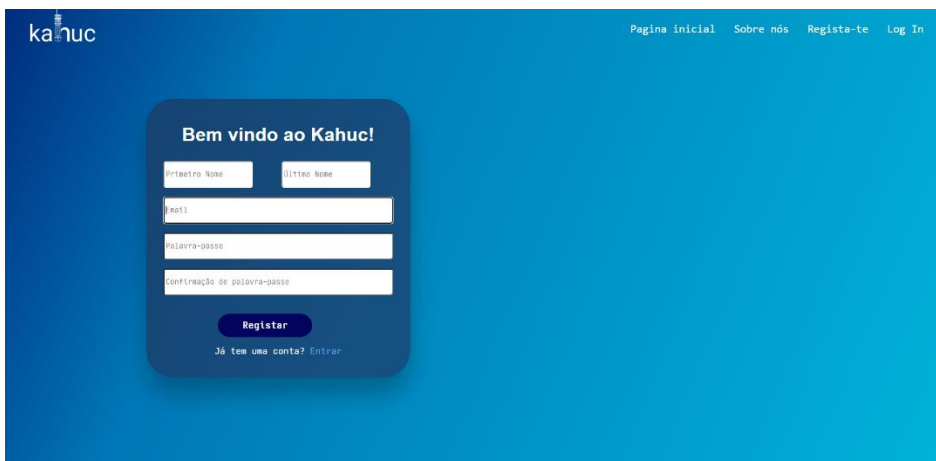 kahuc
Pagina inicial Sobre nós Regista-te Log In
Bem vindo ao Kahuc!
Primeiro Nome Último Nome
Email
Palavra-passe
Confirmação de palavra-passe
Registar
Já tem uma conta? Entrar